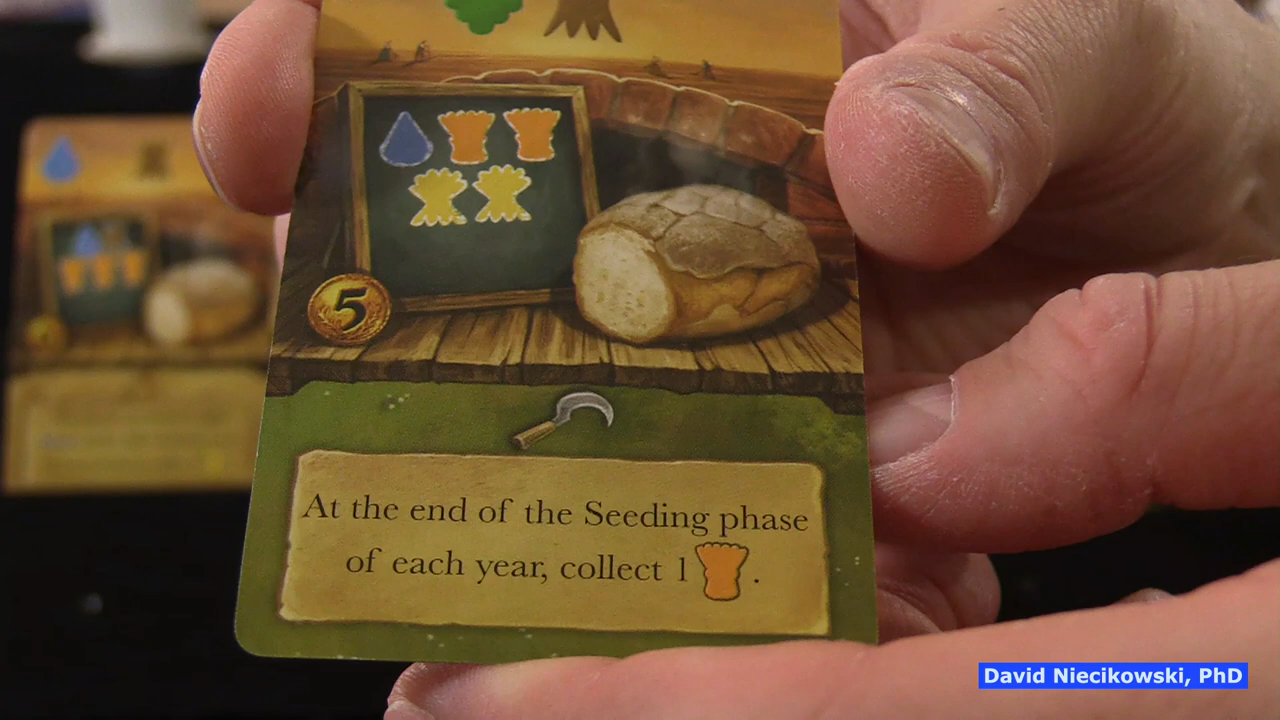 5
At the end of the Seeding phase
of each year, collect 1 .
David Niecikowski, PhD